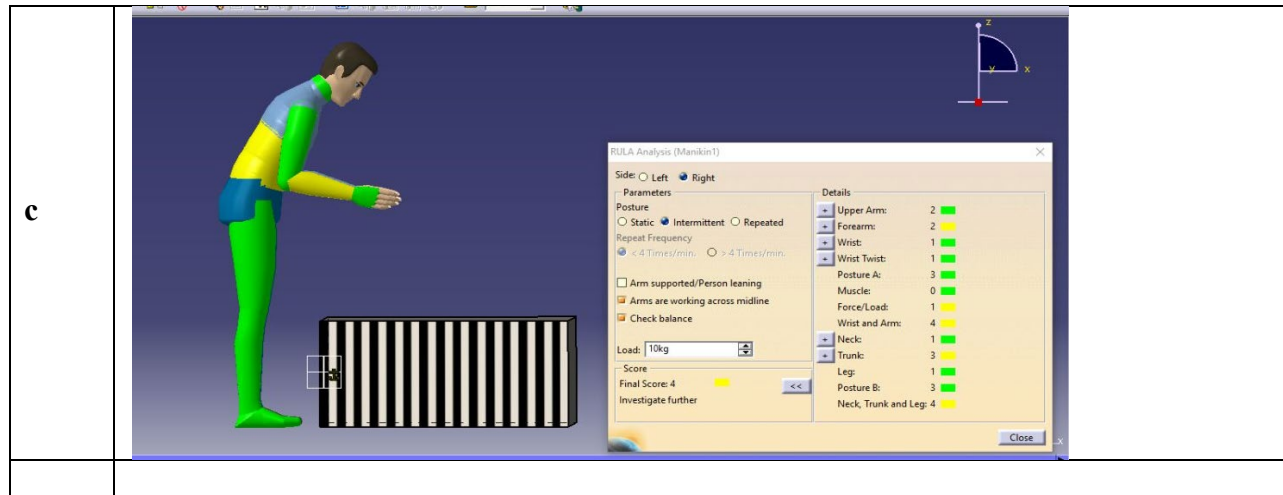 c
z
y
x
RULA Analysis (Manikin1)
Side: Left Right
Parameters
Posture
Static Intermittent Repeated
Repeat Frequency
< 4 Times/min. > 4 Times/min.
Arm supported/Person leaning
Arms are working across midline
Check balance
Load: 10kg
Score
Final Score: 4
<<
Investigate further
Details
+ Upper Arm: 2
+ Forearm: 2
+ Wrist: 1
+ Wrist Twist: 1
Posture A: 3
Muscle: 0
Force/Load: 1
Wrist and Arm: 4
+ Neck: 1
+ Trunk: 3
Leg: 1
Posture B: 3
Neck, Trunk and Leg: 4
Close
x